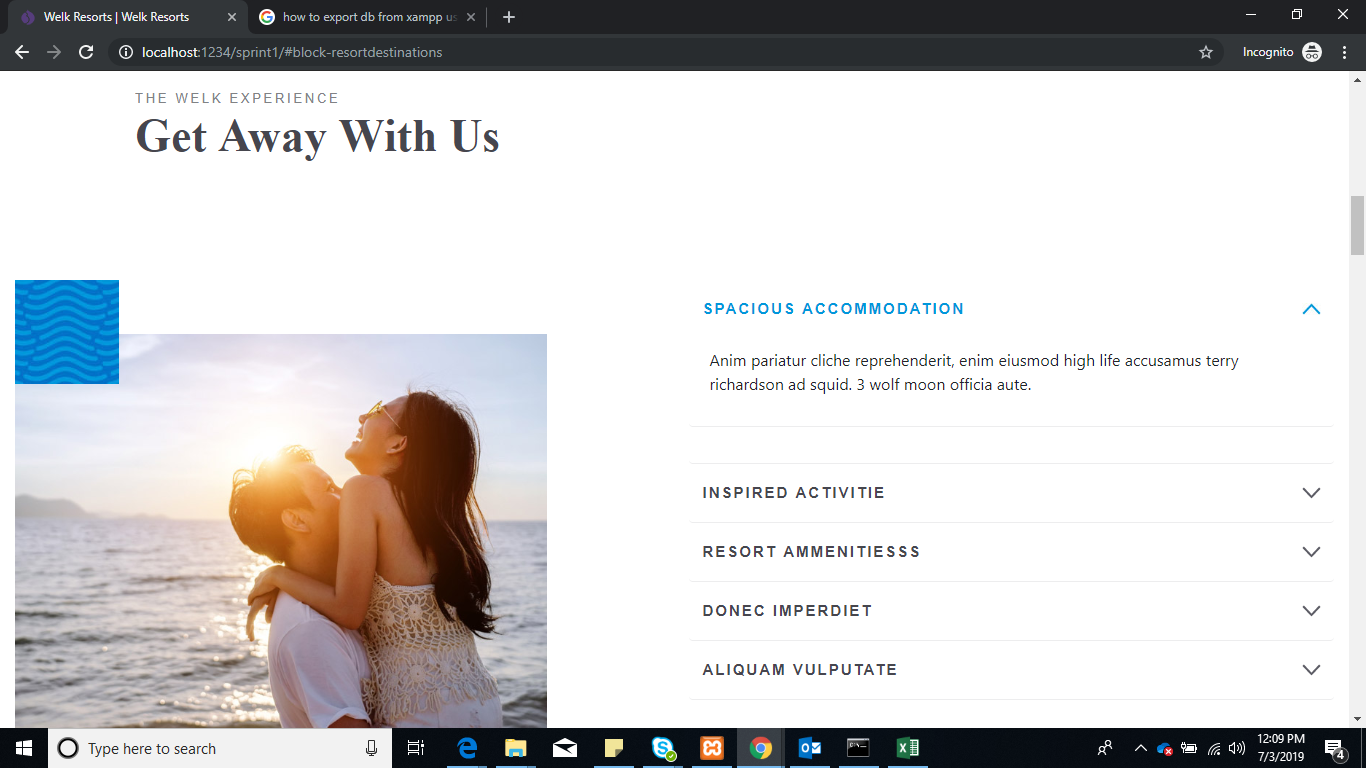 Welk Resorts | Welk Resorts
how to export db from xampp us
localhost:1234/sprint1/#block-resortdestinations
Incognito
THE WELK EXPERIENCE
Get Away With Us
SPACIOUS ACCOMMODATION
Anim pariatur cliche reprehenderit, enim eiusmod high life accusamus terry
richardson ad squid. 3 wolf moon officia aute.
INSPIRED ACTIVITIE
RESORT AMMENITIESSS
DONEC IMPERDIET
ALIQUAM VULPUTATE
Type here to search
12:09 PM
7/3/2019
4